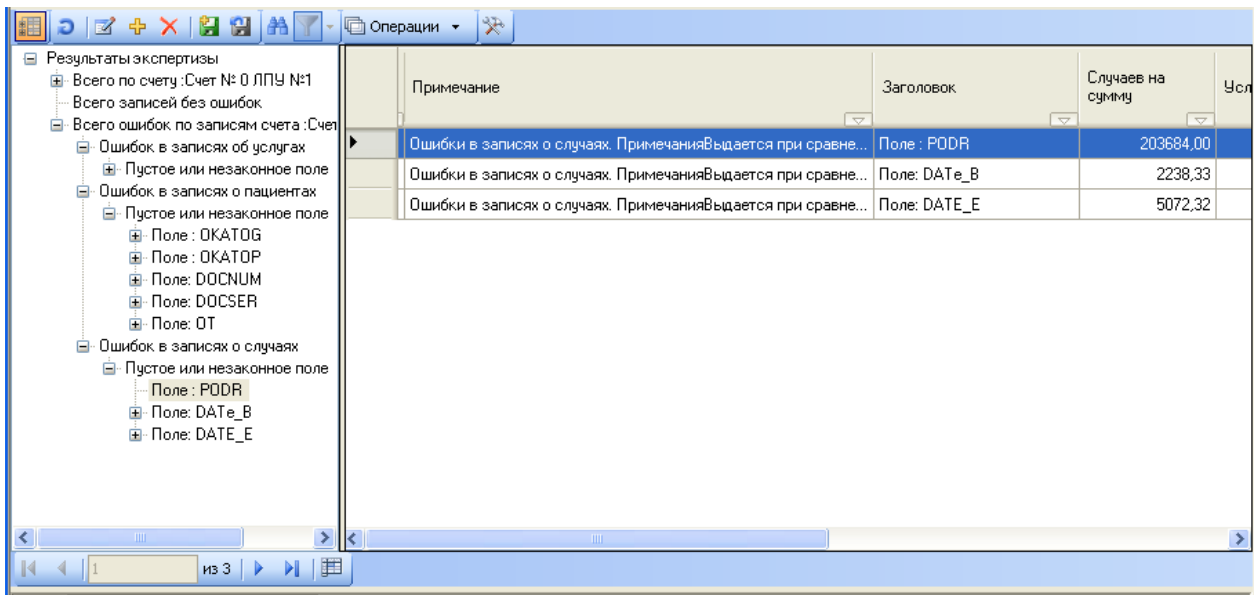 Операции
Результаты экспертизы
Всего по счету :Счет № 0 ЛПУ №1
Всего записей без ошибок
Всего ошибок по записям счета :Счет
Ошибок в записях об услугах
Пустое или незаконное поле
Ошибок в записях о пациентах
Пустое или незаконное поле
Поле : OKATOG
Поле : OKATOP
Поле: DOCNUM
Поле: DOCSER
Поле: OT
Ошибок в записях о случаях
Пустое или незаконное поле
Поле : PODR
Поле: DATe_B
Поле: DATE_E
Примечание Заголовок Случаев на сумму Усл
Ошибки в записях о случаях. ПримечанияВыдается при сравне... Поле : PODR 203684,00
Ошибки в записях о случаях. ПримечанияВыдается при сравне... Поле: DATe_B 2238,33
Ошибки в записях о случаях. ПримечанияВыдается при сравне... Поле: DATE_E 5072,32
1 из 3